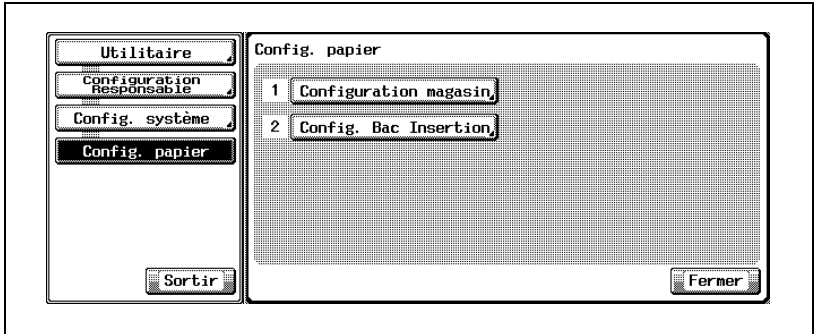 Utilitaire
Configuration
Responsable
Config. système
Config. papier
Sortir
Config. papier
1 Configuration magasin
2 Config. Bac Insertion
Fermer